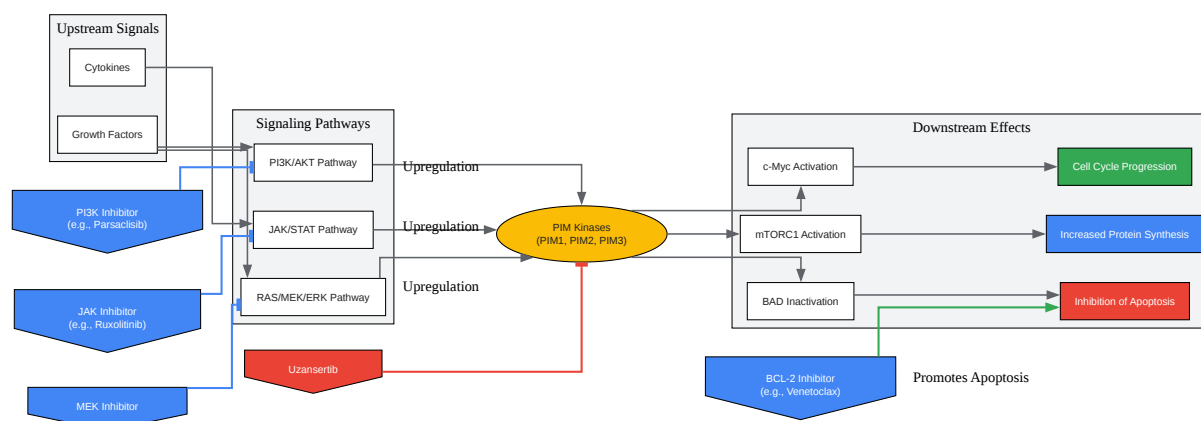 Upstream Signals
Cytokines
Growth Factors
Signaling Pathways
PI3K/AKT Pathway
JAK/STAT Pathway
RAS/MEK/ERK Pathway
PI3K Inhibitor
(e.g., Parsaclisib)
JAK Inhibitor
(e.g., Ruxolitinib)
MEK Inhibitor
Uzansertib
Upregulation
Upregulation
Upregulation
PIM Kinases
(PIM1, PIM2, PIM3)
Downstream Effects
c-Myc Activation
Cell Cycle Progression
mTORC1 Activation
Increased Protein Synthesis
BAD Inactivation
Inhibition of Apoptosis
BCL-2 Inhibitor
(e.g., Venetoclax)
Promotes Apoptosis